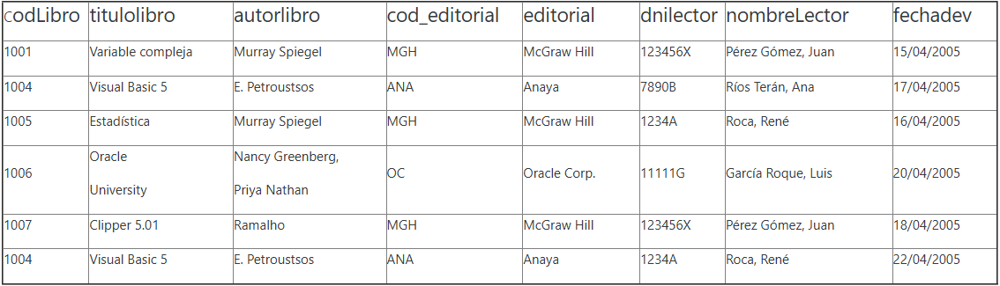 codLibro titulolibro autorlibro cod_editorial editorial dnilector nombreLector fechadev
1001 Variable compleja Murray Spiegel MGH McGraw Hill 123456X Pérez Gómez, Juan 15/04/2005
1004 Visual Basic 5 E. Petroustsos ANA Anaya 7890B Ríos Terán, Ana 17/04/2005
1005 Estadística Murray Spiegel MGH McGraw Hill 1234A Roca, René 16/04/2005
Oracle Nancy Greenberg,
1006 OC Oracle Corp. 11111G García Roque, Luis 20/04/2005
University Priya Nathan
1007 Clipper 5.01 Ramalho MGH McGraw Hill 123456X Pérez Gómez, Juan 18/04/2005
1004 Visual Basic 5 E. Petroustsos ANA Anaya 1234A Roca, René 22/04/2005